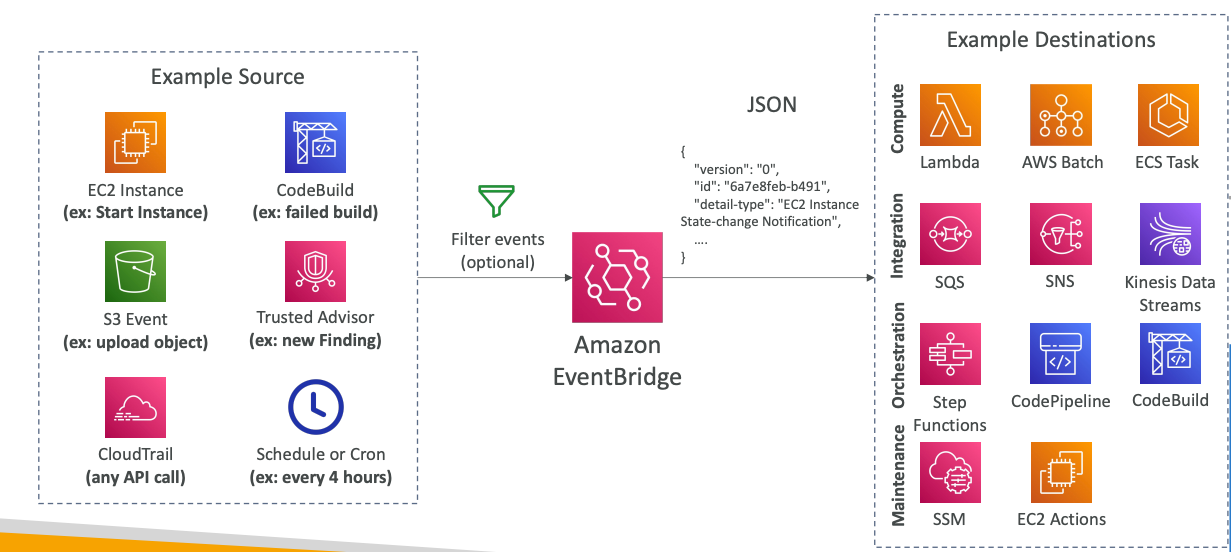 Example Source
EC2 Instance
(ex: Start Instance)
CodeBuild
(ex: failed build)
S3 Event
(ex: upload object)
Trusted Advisor
(ex: new Finding)
CloudTrail
(any API call)
Schedule or Cron
(ex: every 4 hours)
Filter events
(optional)
Amazon
EventBridge
JSON
{
"version": "0",
"id": "6a7e8feb-b491",
"detail-type": "EC2 Instance
State-change Notification",
....
}
Example Destinations
Compute
Lambda
AWS Batch
ECS Task
Integration
SQS
SNS
Kinesis Data
Streams
Orchestration
Step
Functions
CodePipeline
CodeBuild
Maintenance
SSM
EC2 Actions